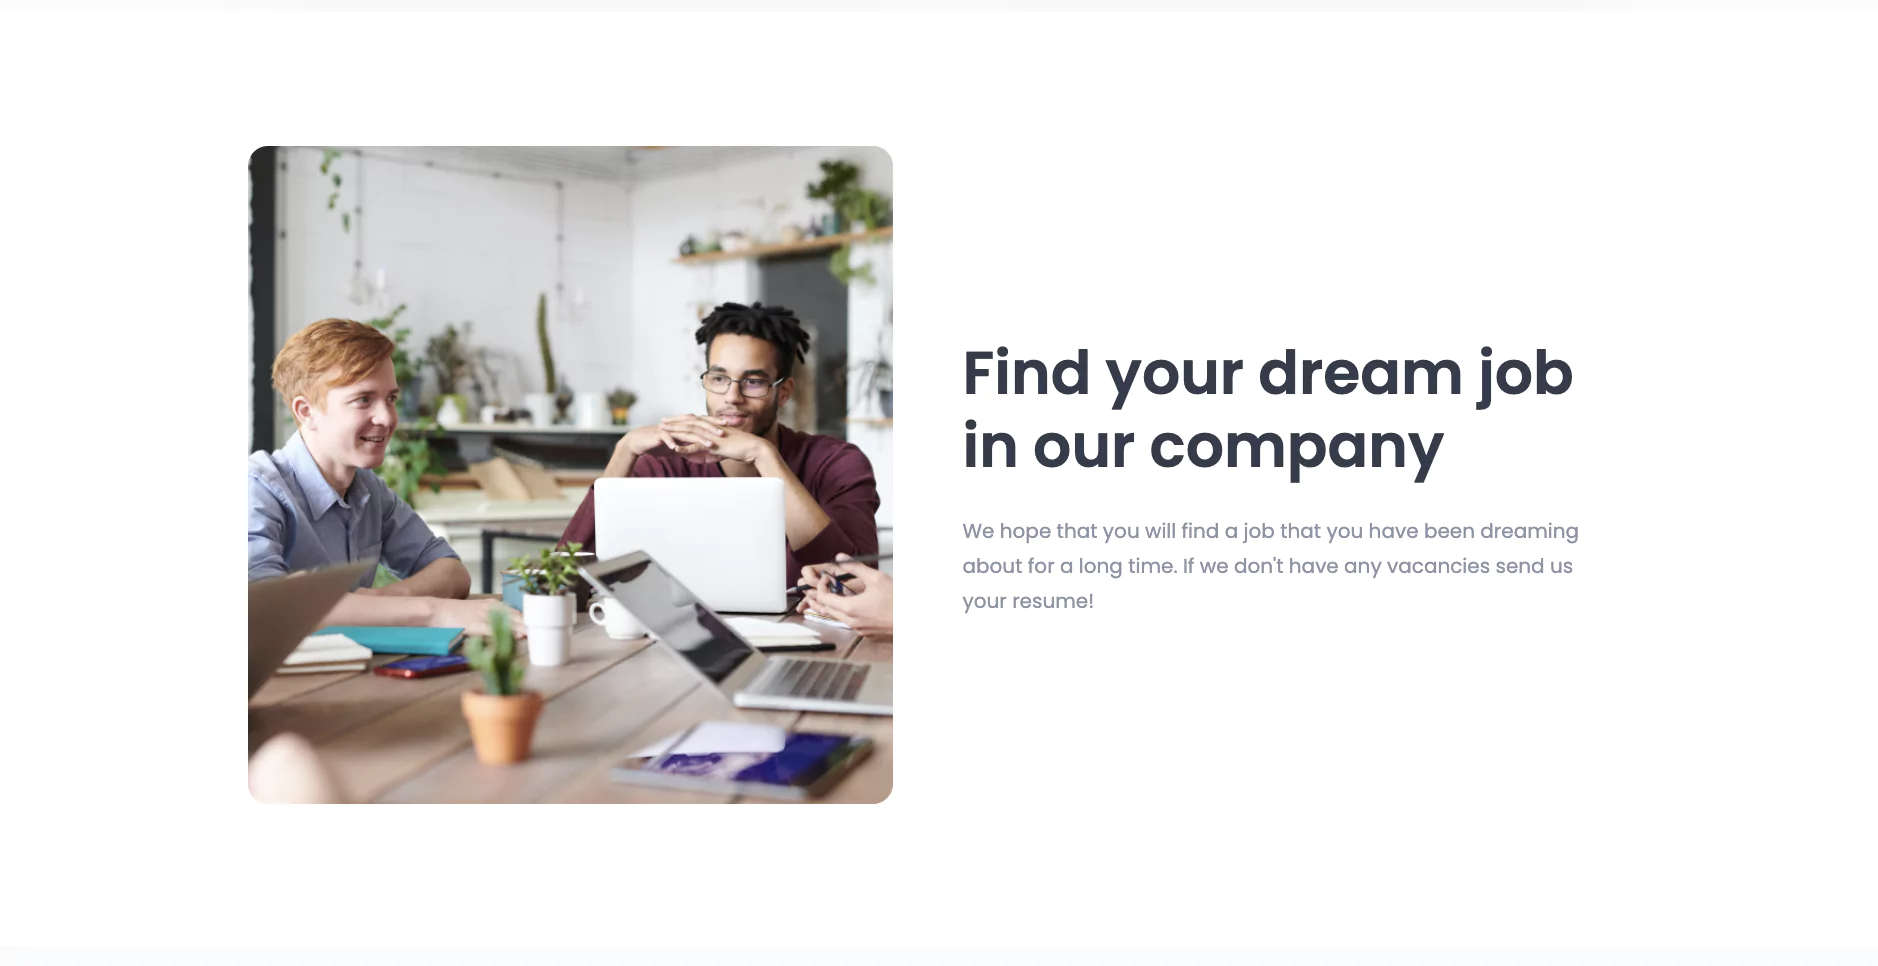 Find your dream job
in our company
We hope that you will find a job that you have been dreaming
about for a long time. If we don't have any vacancies send us
your resume!